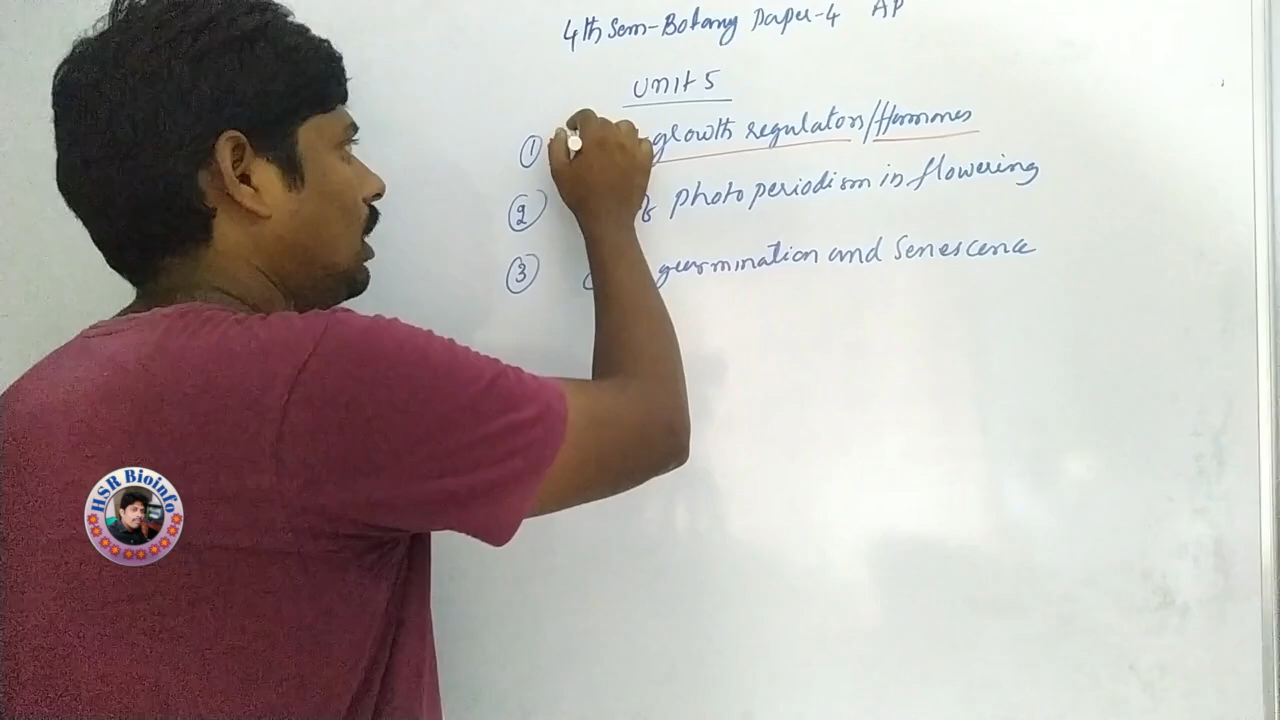 4th Sem-Botany Paper-4 AP
Unit 5
① growth regulators/Hormones
② photoperiodism in flowering
③ germination and Senescence
HSR Bioinfo